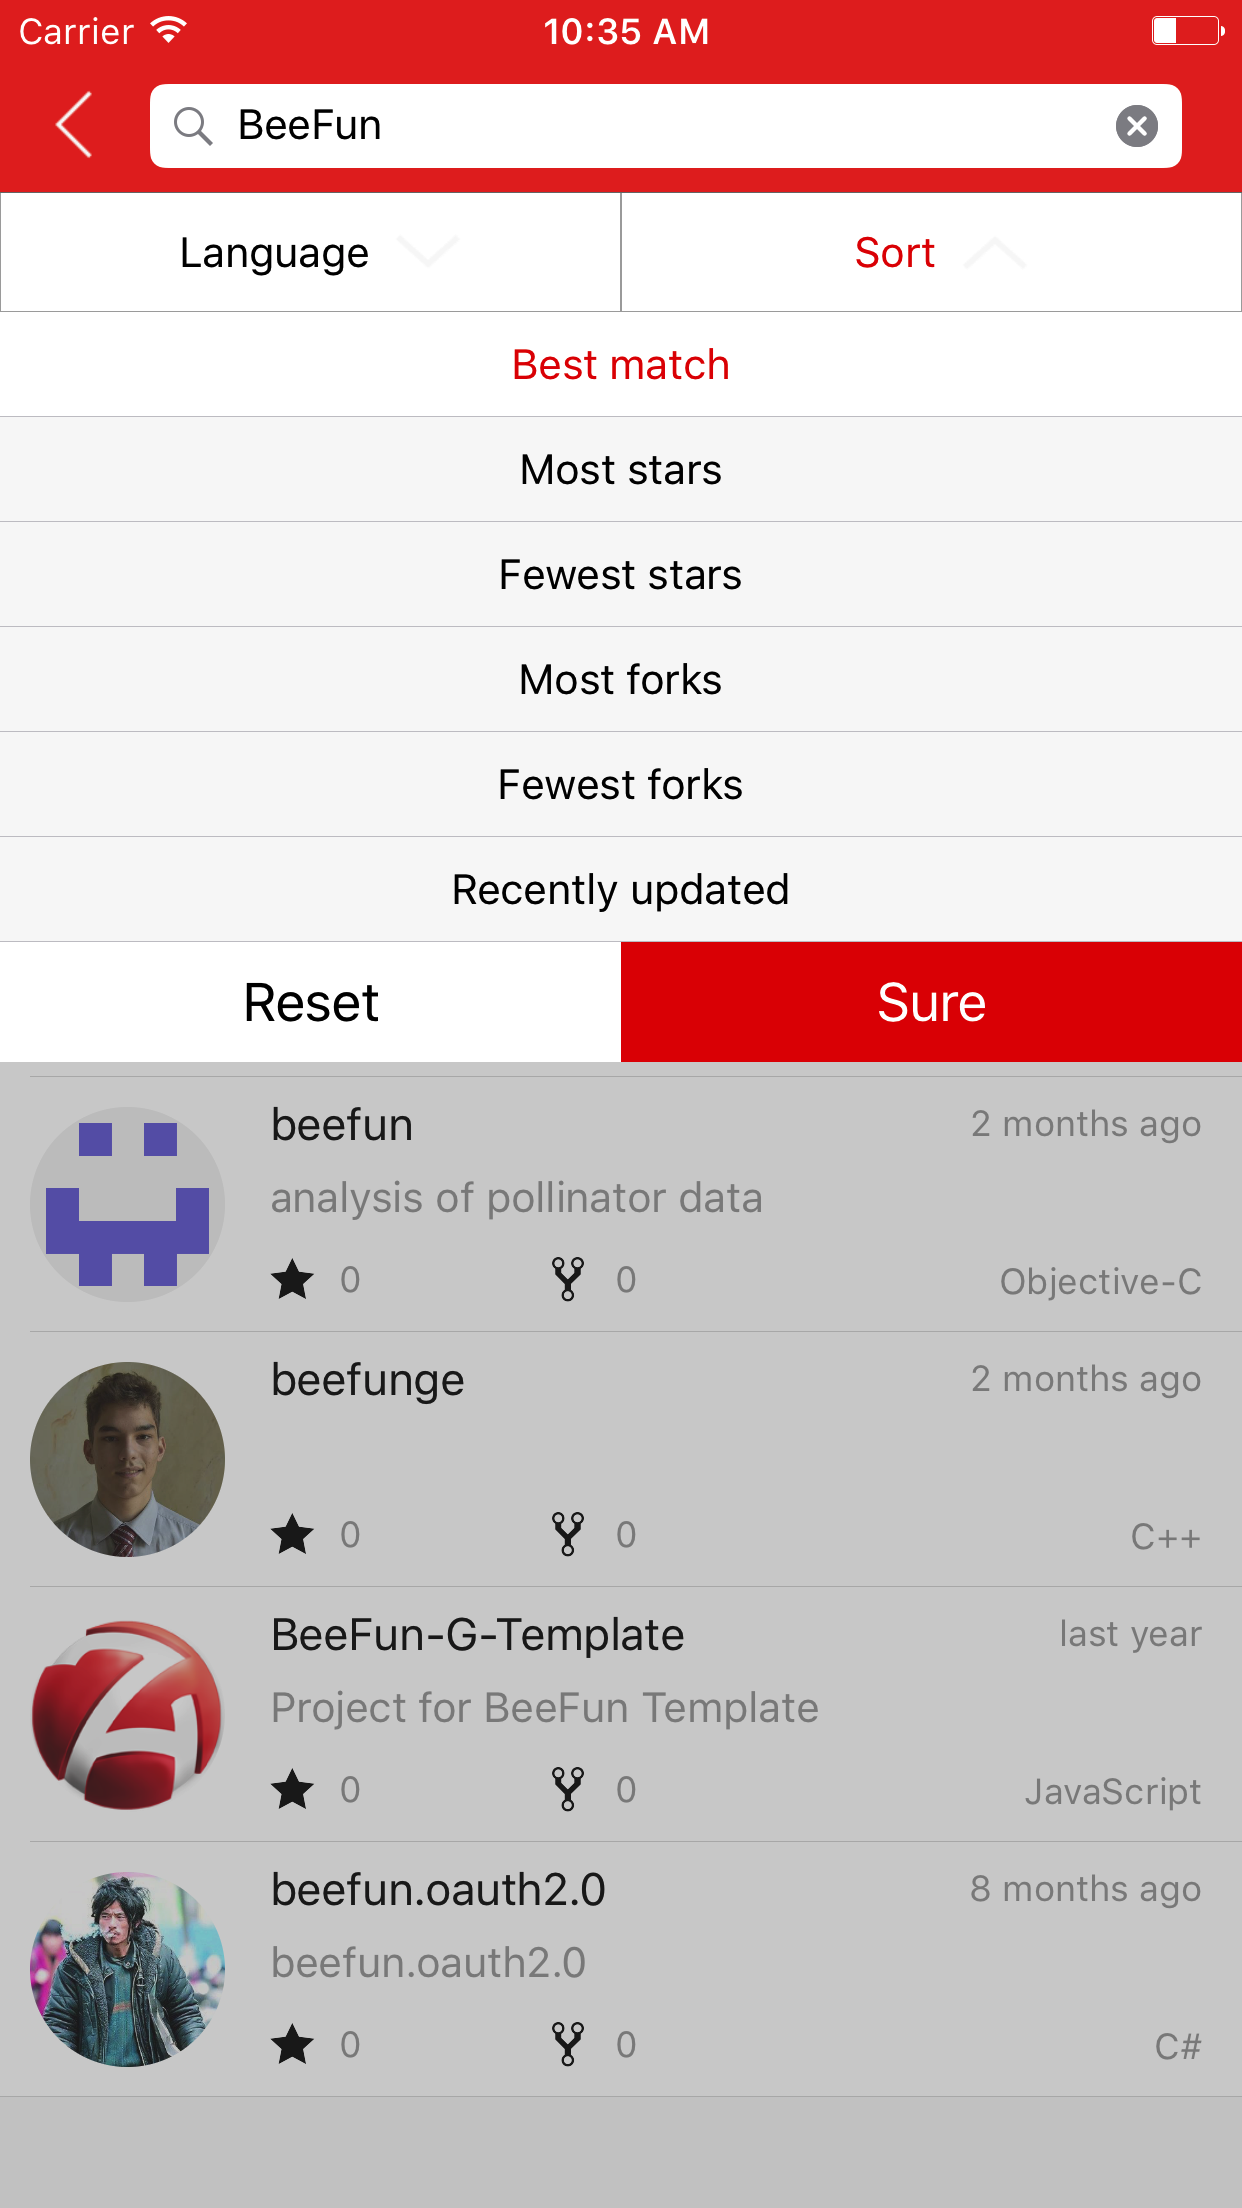 Carrier 10:35 AM
BeeFun
Language Sort
Best match
Most stars
Fewest stars
Most forks
Fewest forks
Recently updated
Reset Sure
beefun 2 months ago
analysis of pollinator data
0 0 Objective-C
beefunge 2 months ago
0 0 C++
BeeFun-G-Template last year
Project for BeeFun Template
0 0 JavaScript
beefun.oauth2.0 8 months ago
beefun.oauth2.0
0 0 C#